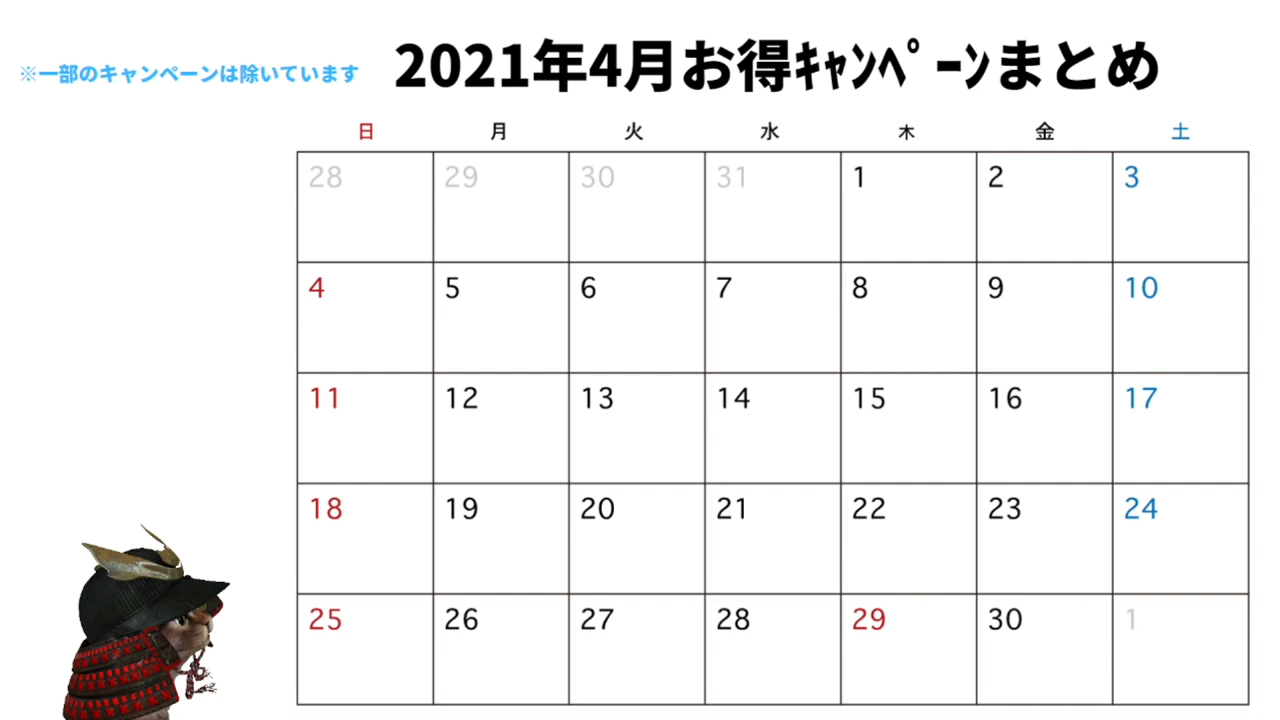 ※一部のキャンペーンは除いています
2021年4月お得ｷｬﾝﾍﾟｰﾝまとめ
日 月 火 水 木 金 土
28 29 30 31 1 2 3
4 5 6 7 8 9 10
11 12 13 14 15 16 17
18 19 20 21 22 23 24
25 26 27 28 29 30 1